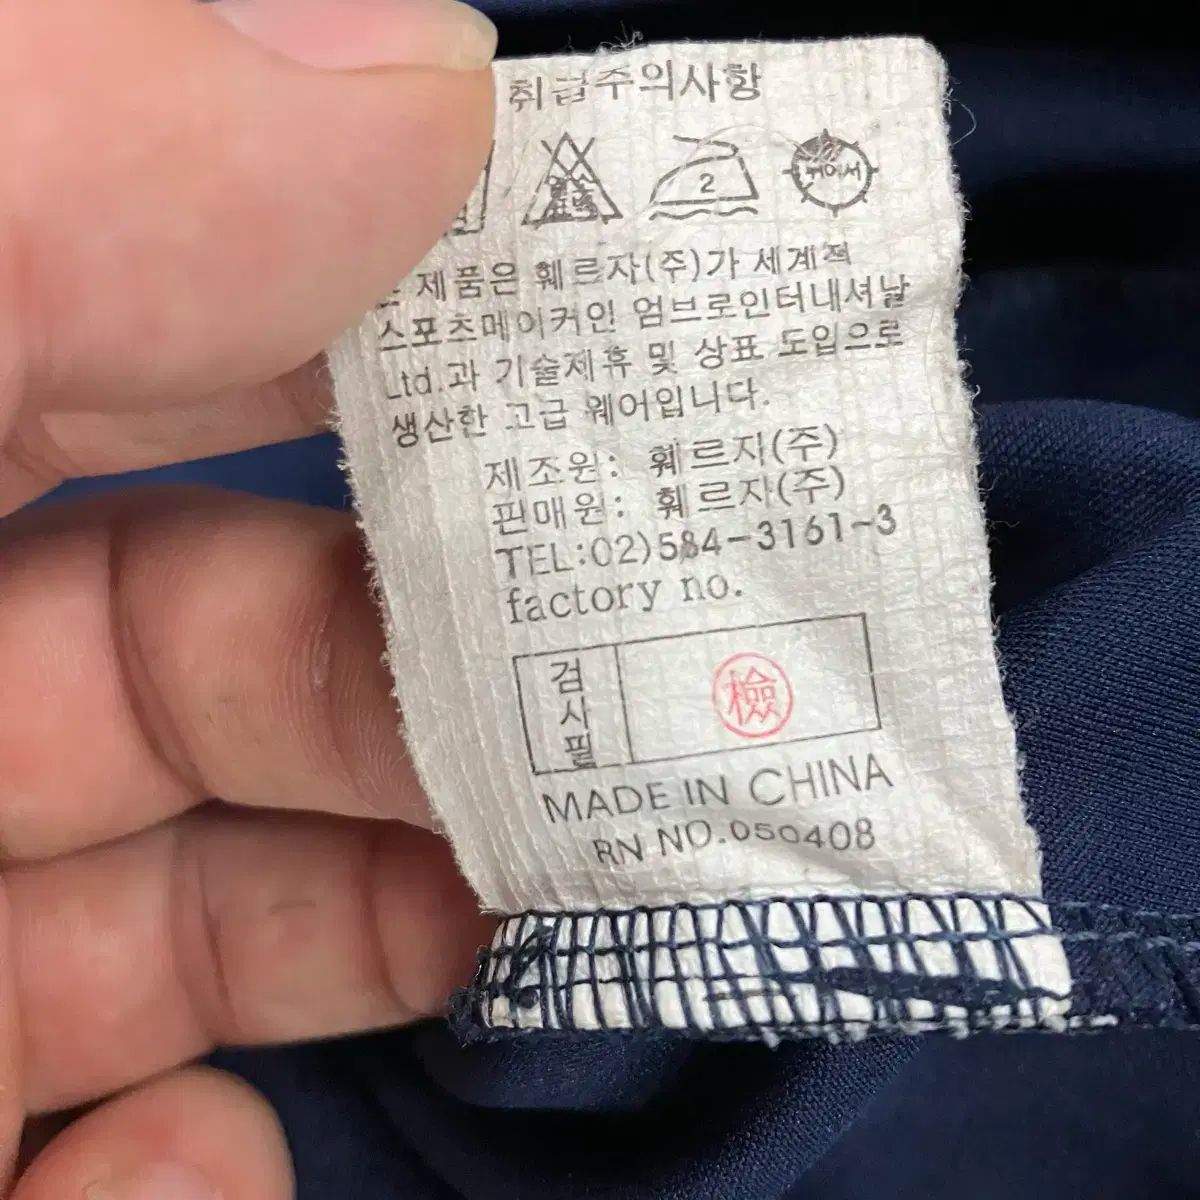 취급주의사항
2
뉘어서
제품은 훼르자(주)가 세계적
스포츠메이커인 엄브로인터내셔날
Ltd.과 기술제휴 및 상표 도입으로
생산한 고급 웨어입니다.
제조원: 훼르자(주)
판매원: 훼르자(주)
TEL:02)584-3161~3
factory no.
검사필
檢
MADE IN CHINA
RN NO.050408